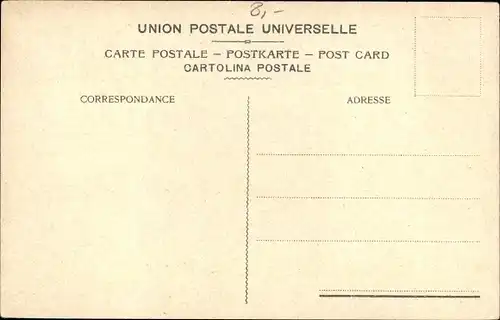 8,-
UNION POSTALE UNIVERSELLE
CARTE POSTALE – POSTKARTE – POST CARD
CARTOLINA POSTALE
CORRESPONDANCE
ADRESSE